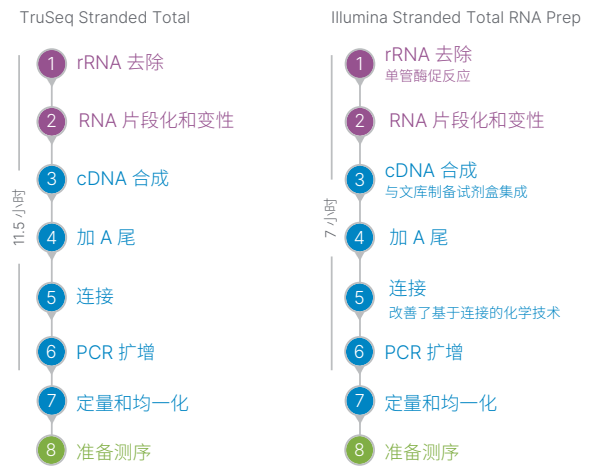 TruSeq Stranded Total
1
rRNA 去除
2
RNA 片段化和变性
3
cDNA 合成
4
加 A 尾
5
连接
6
PCR 扩增
7
定量和均一化
8
准备测序
11.5 小时
Illumina Stranded Total RNA Prep
1
rRNA 去除
单管酶促反应
2
RNA 片段化和变性
3
cDNA 合成
与文库制备试剂盒集成
4
加 A 尾
5
连接
改善了基于连接的化学技术
6
PCR 扩增
7
定量和均一化
8
准备测序
7 小时